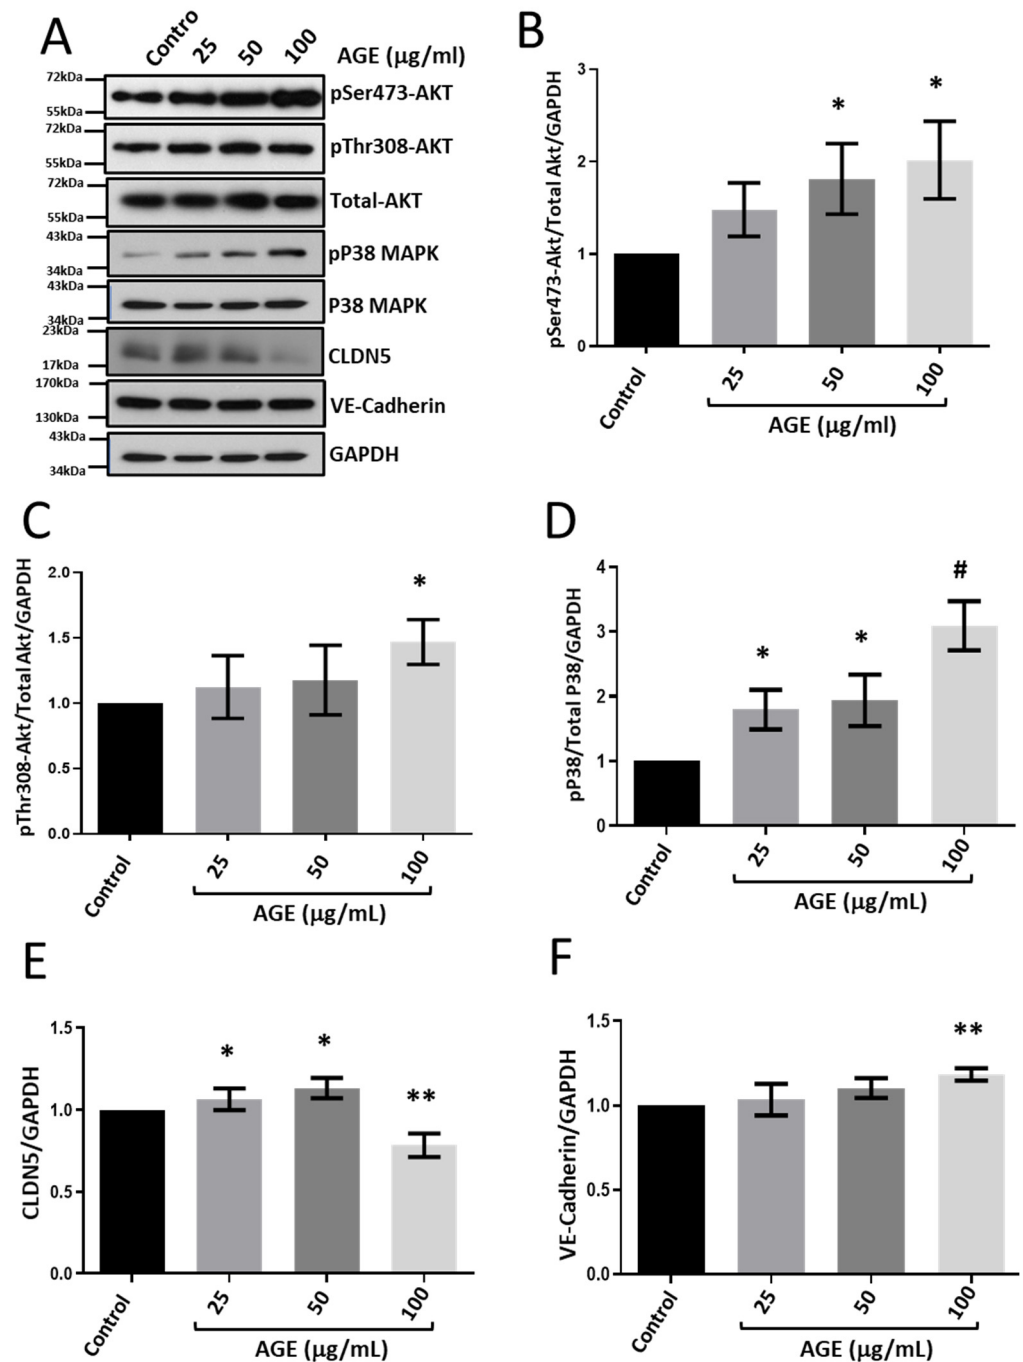 A
Contro
25
50
100
AGE (µg/ml)
72kDa
55kDa
pSer473-AKT
72kDa
55kDa
pThr308-AKT
72kDa
55kDa
Total-AKT
43kDa
34kDa
pP38 MAPK
43kDa
34kDa
P38 MAPK
23kDa
17kDa
CLDN5
170kDa
130kDa
VE-Cadherin
43kDa
34kDa
GAPDH
B
pSer473-Akt/Total Akt/GAPDH
3
2
1
0
*
*
Control
25
50
100
AGE (µg/ml)
C
pThr308-Akt/Total Akt/GAPDH
2.0
1.5
1.0
0.5
0.0
*
Control
25
50
100
AGE (µg/mL)
D
pP38/Total P38/GAPDH
4
3
2
1
0
*
*
#
Control
25
50
100
AGE (µg/mL)
E
CLDN5/GAPDH
1.5
1.0
0.5
0.0
*
*
**
Control
25
50
100
AGE (µg/mL)
F
VE-Cadherin/GAPDH
1.5
1.0
0.5
0.0
**
Control
25
50
100
AGE (µg/mL)